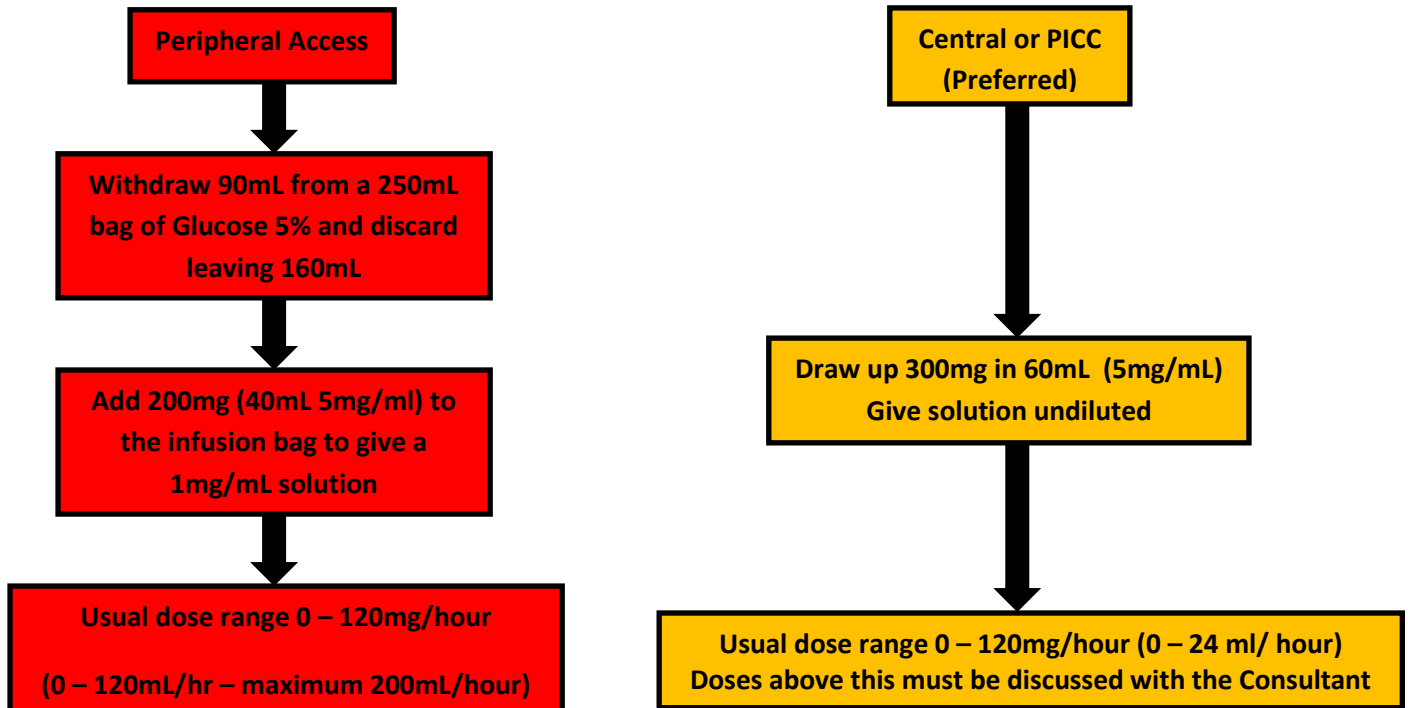 Peripheral Access
Withdraw 90mL from a 250mL
bag of Glucose 5% and discard
leaving 160mL
Add 200mg (40mL 5mg/ml) to
the infusion bag to give a
1mg/mL solution
Usual dose range 0 – 120mg/hour
(0 – 120mL/hr – maximum 200mL/hour)
Central or PICC
(Preferred)
Draw up 300mg in 60mL (5mg/mL)
Give solution undiluted
Usual dose range 0 – 120mg/hour (0 – 24 ml/ hour)
Doses above this must be discussed with the Consultant